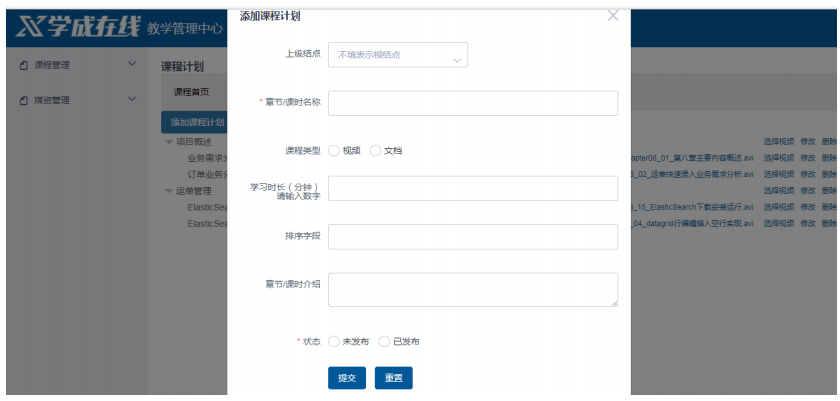 学成在线 教学管理中心
添加课程计划
课程管理
媒资管理
课程计划
课程首页
添加课程计划
项目概述
选择视频 修改 删除
业务需求分
apter08_01_第八章主要内容概述.avi 选择视频 修改 删除
订单业务分
_02_运单快速录入业务需求分析.avi 选择视频 修改 删除
运单管理
选择视频 修改 删除
ElasticSea
_15_ElasticSearch下载安装运行.avi 选择视频 修改 删除
ElasticSea
_04_datagrid行编辑插入空行实现.avi 选择视频 修改 删除
上级结点 不填表示根结点
* 章节/课时名称
课程类型 视频 文档
学习时长(分钟)
请输入数字
排序字段
章节/课时介绍
* 状态 未发布 已发布
提交 重置